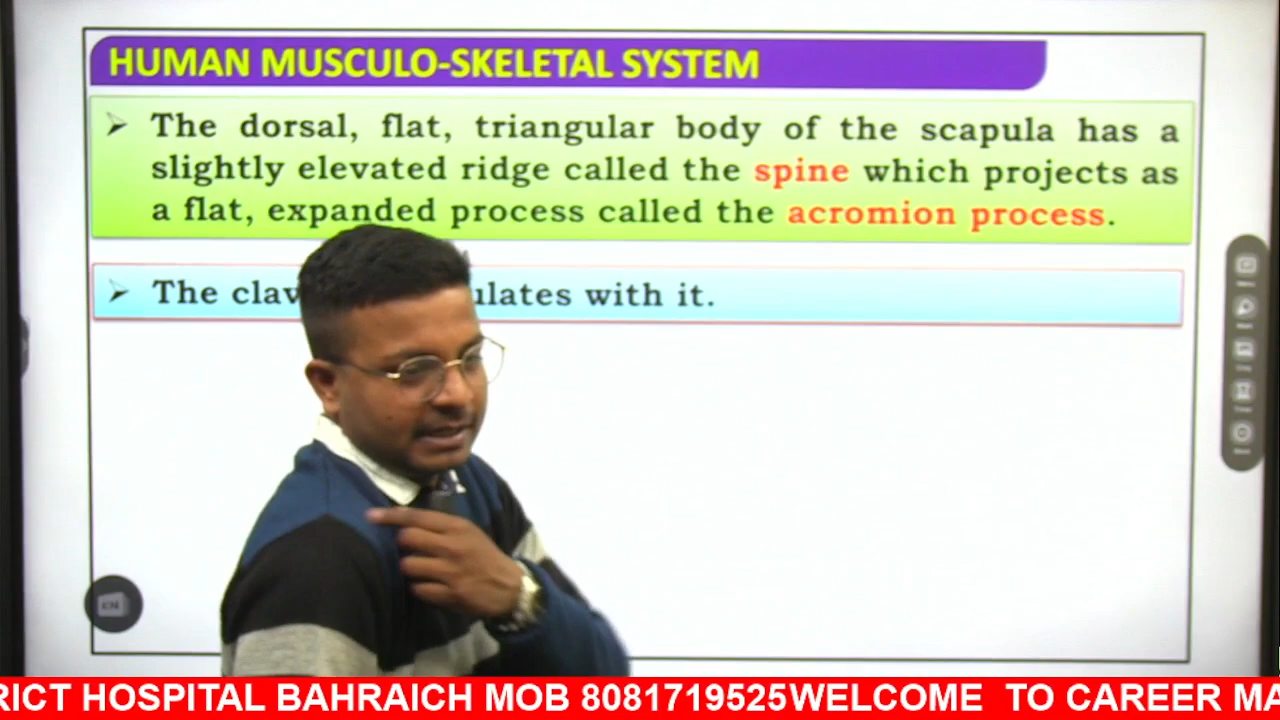 HUMAN MUSCULO-SKELETAL SYSTEM
➢ The dorsal, flat, triangular body of the scapula has a
slightly elevated ridge called the spine which projects as
a flat, expanded process called the acromion process.
➢ The clav ulates with it.
EN
RICT HOSPITAL BAHRAICH MOB 8081719525WELCOME TO CAREER MA